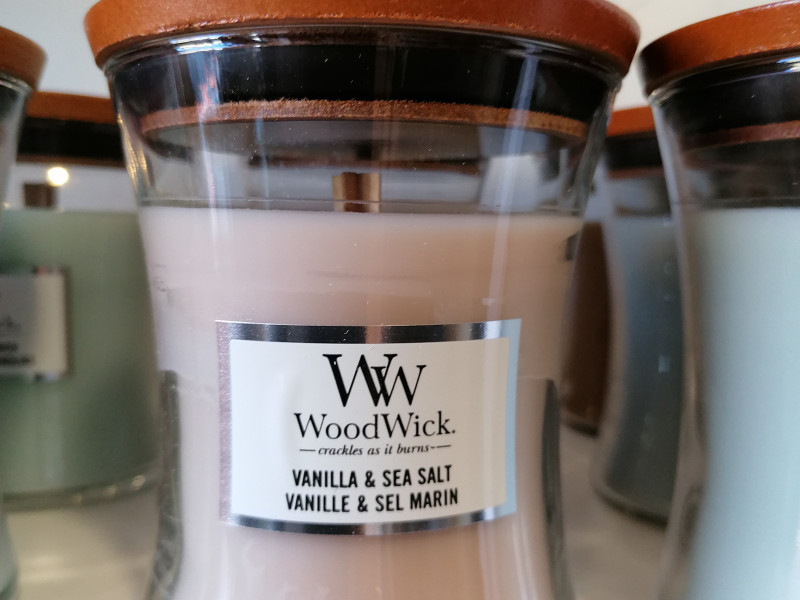 WW
WoodWick.
crackles as it burns
VANILLA & SEA SALT
VANILLE & SEL MARIN